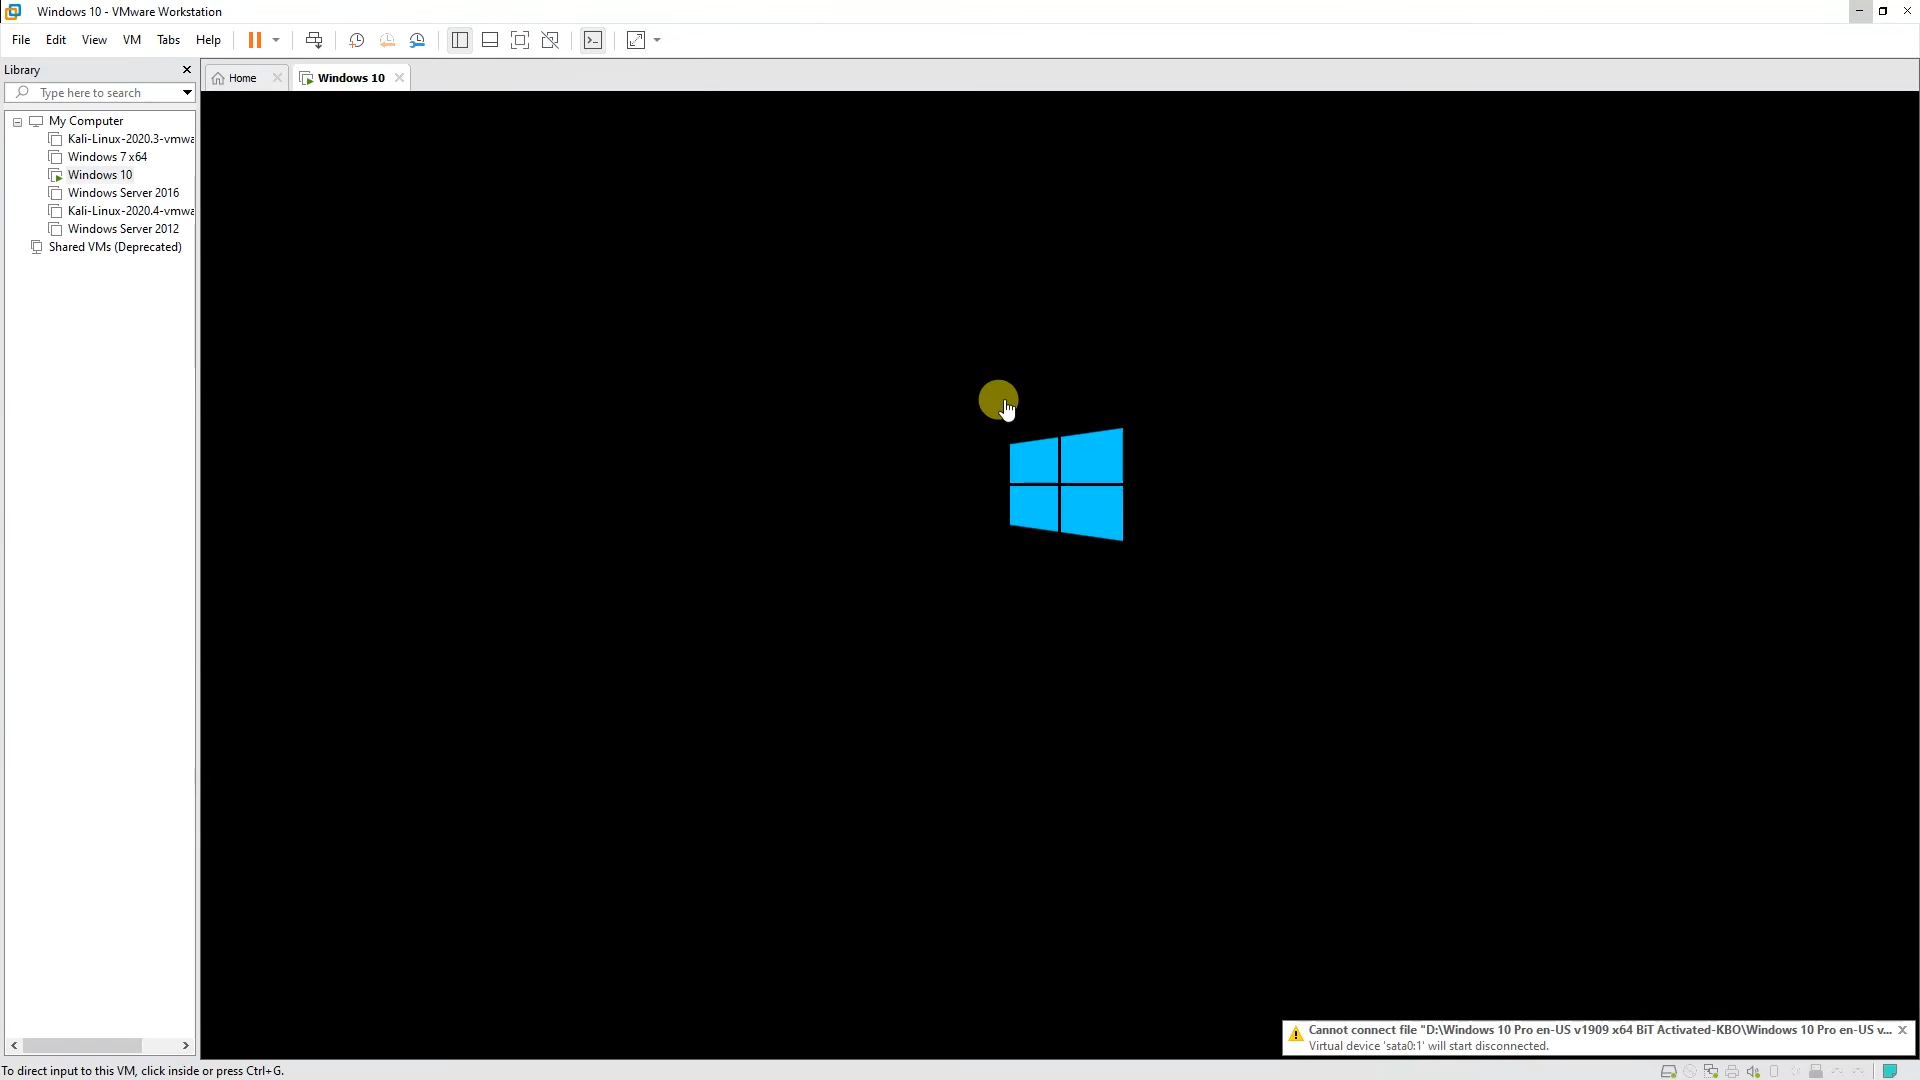 Windows 10 - VMware Workstation
File Edit View VM Tabs Help
Library
Home
Windows 10
Type here to search
My Computer
Kali-Linux-2020.3-vmwa
Windows 7 x64
Windows 10
Windows Server 2016
Kali-Linux-2020.4-vmwa
Windows Server 2012
Shared VMs (Deprecated)
Cannot connect file "D:\Windows 10 Pro en-US v1909 x64 BiT Activated-KBO\Windows 10 Pro en-US v...
Virtual device 'sata0:1' will start disconnected.
To direct input to this VM, click inside or press Ctrl+G.